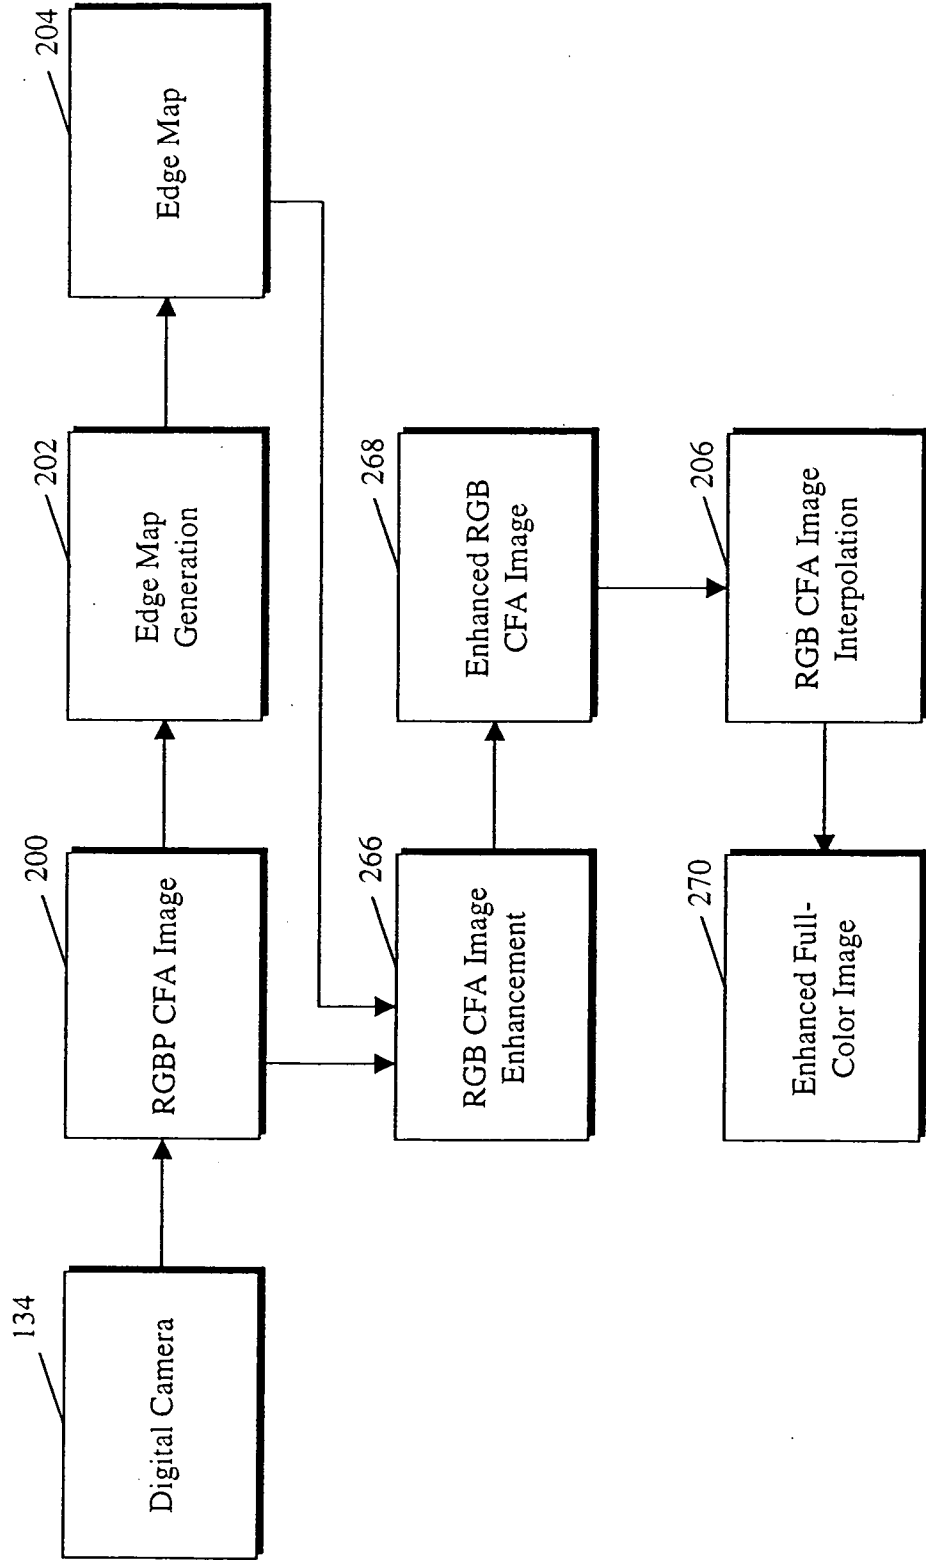 134
Digital Camera
200
RGBP CFA Image
202
Edge Map
Generation
204
Edge Map
266
RGB CFA Image
Enhancement
268
Enhanced RGB
CFA Image
270
Enhanced Full-
Color Image
206
RGB CFA Image
Interpolation